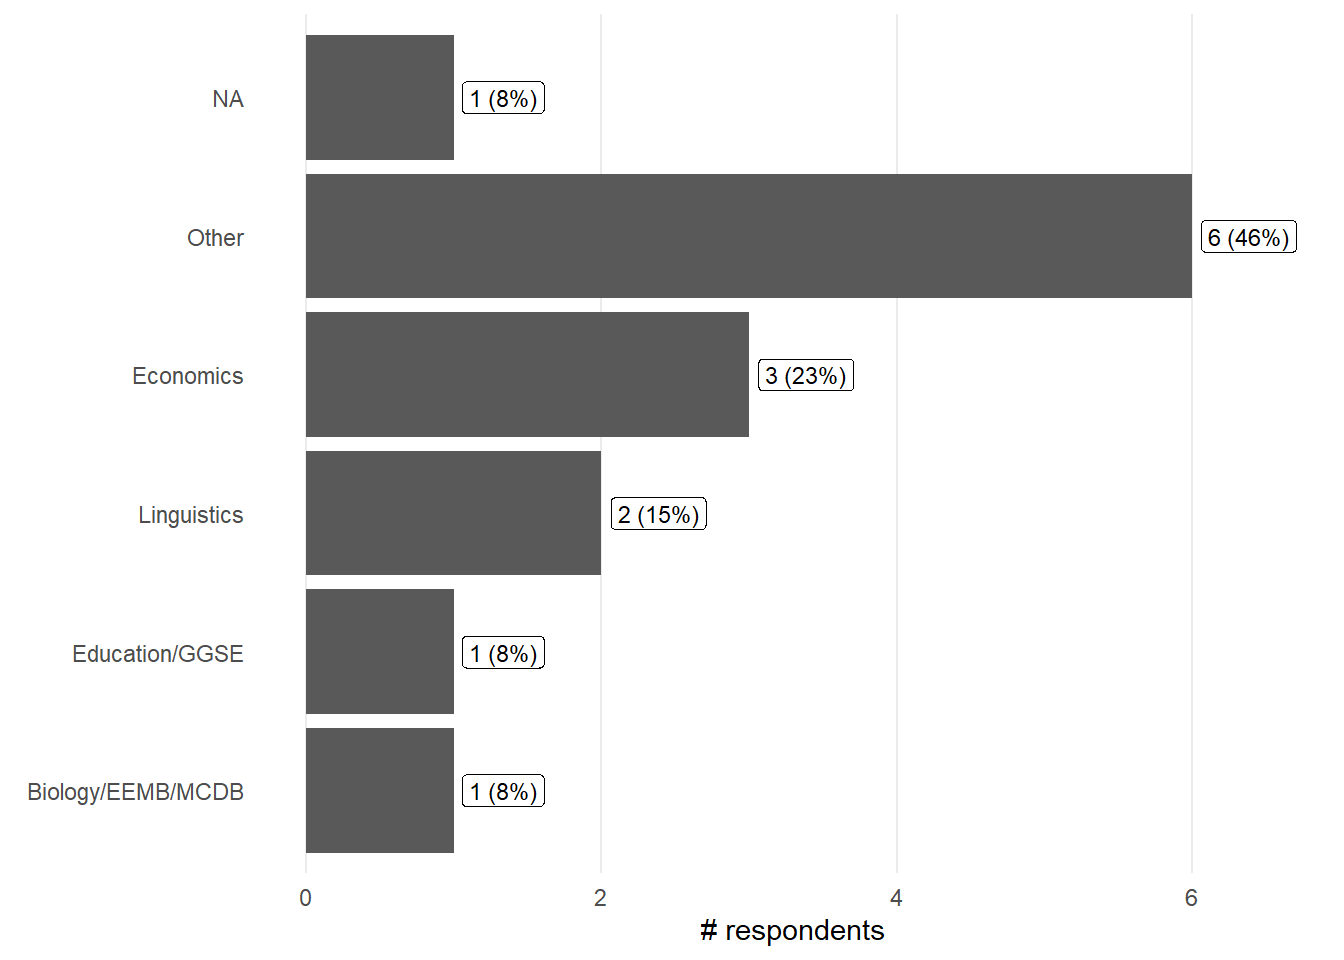 NA
1 (8%)
Other
6 (46%)
Economics
3 (23%)
Linguistics
2 (15%)
Education/GGSE
1 (8%)
Biology/EEMB/MCDB
1 (8%)
0 2 4 6
# respondents